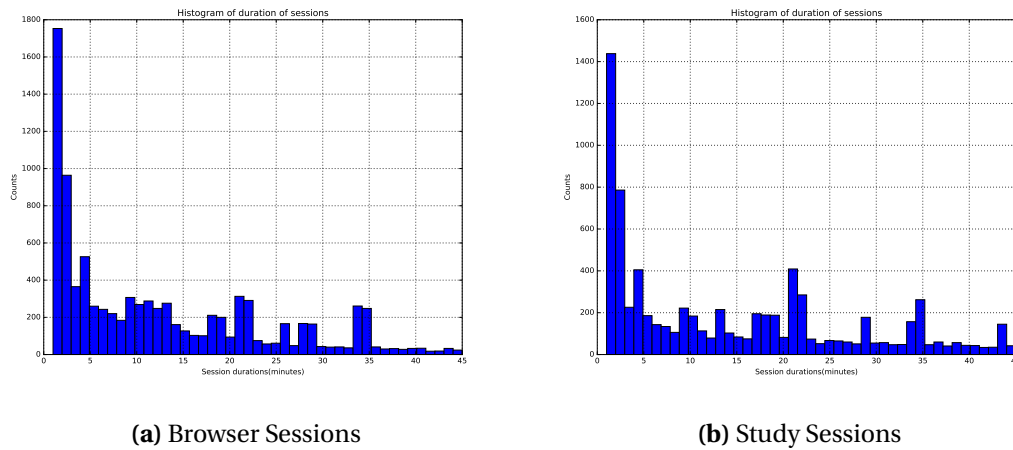 Histogram of duration of sessions
1800
1600
1400
1200
1000
800
600
400
200
0
Counts
0 5 10 15 20 25 30 35 40 45
Session durations(minutes)
(a) Browser Sessions
Histogram of duration of sessions
1600
1400
1200
1000
800
600
400
200
0
Counts
0 5 10 15 20 25 30 35 40
Session durations(minutes)
(b) Study Sessions